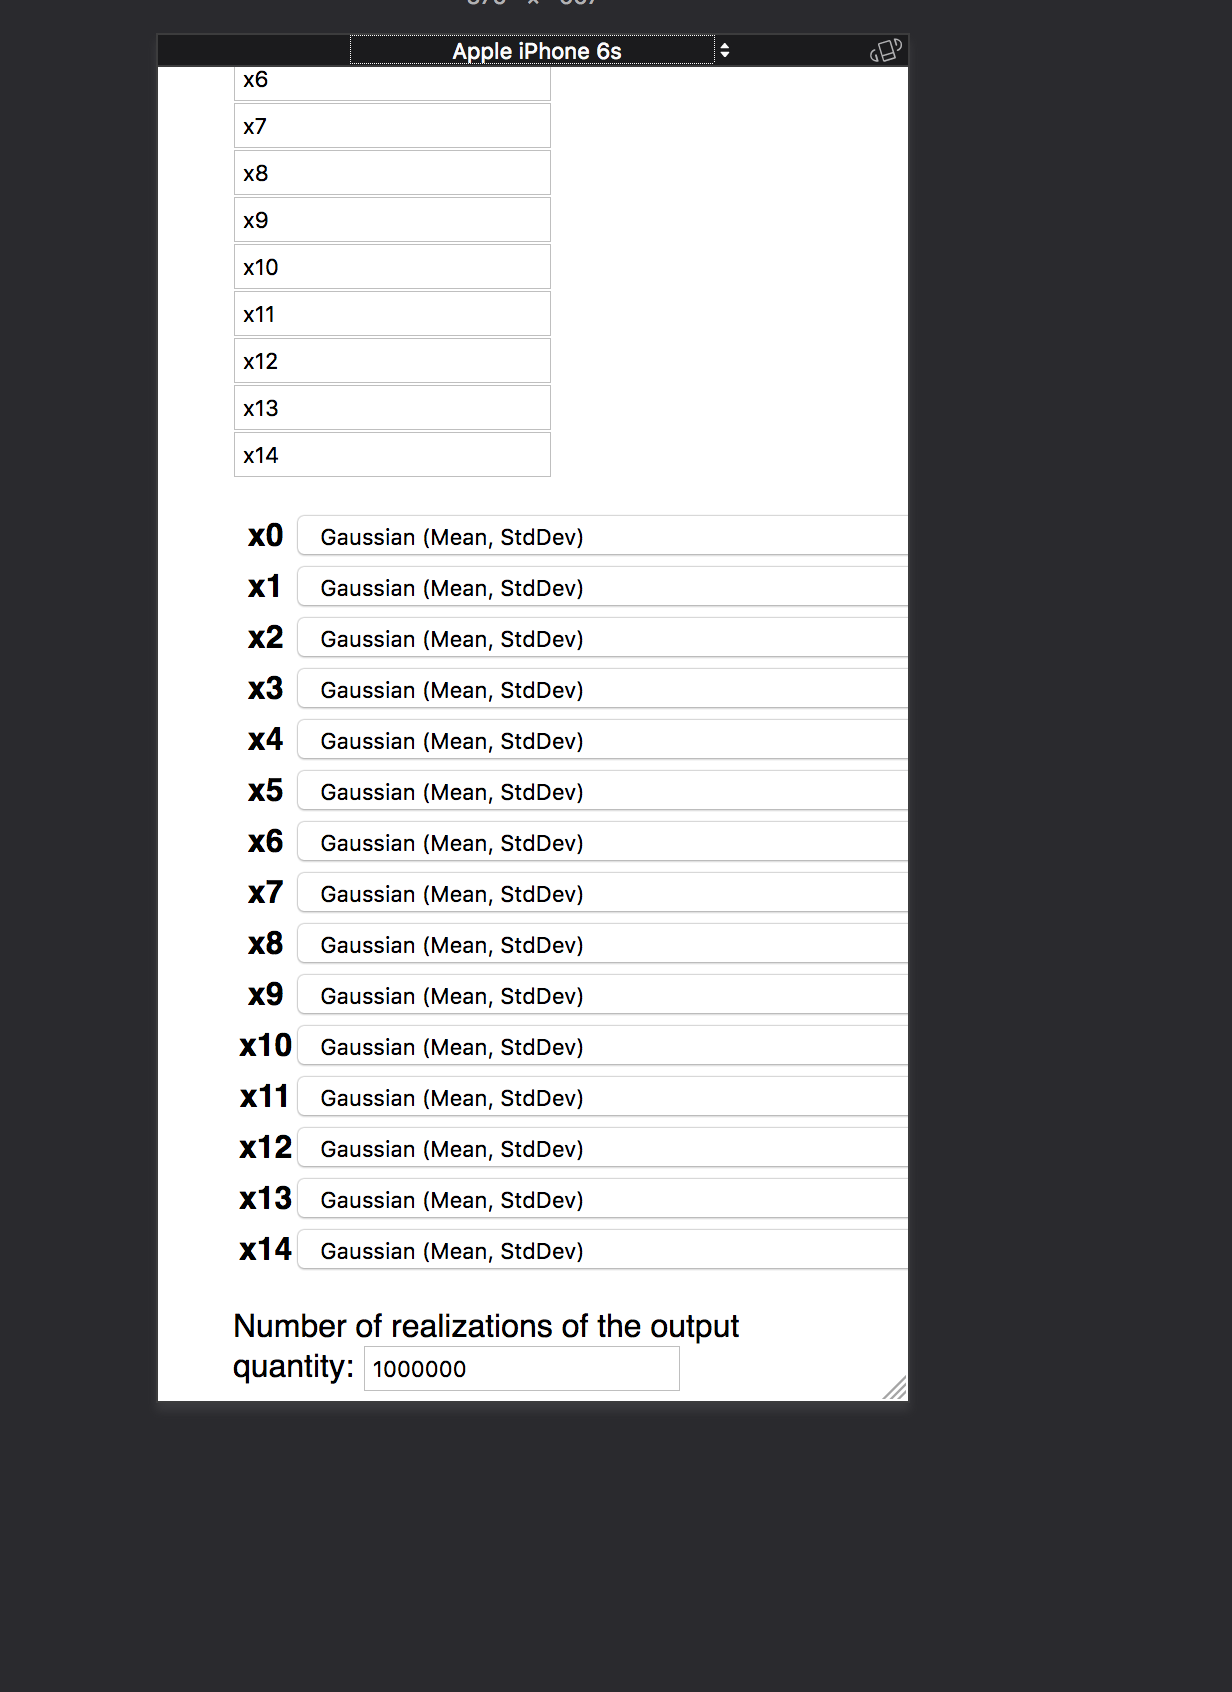 Apple iPhone 6s
x6
x7
x8
x9
x10
x11
x12
x13
x14
x0 Gaussian (Mean, StdDev)
x1 Gaussian (Mean, StdDev)
x2 Gaussian (Mean, StdDev)
x3 Gaussian (Mean, StdDev)
x4 Gaussian (Mean, StdDev)
x5 Gaussian (Mean, StdDev)
x6 Gaussian (Mean, StdDev)
x7 Gaussian (Mean, StdDev)
x8 Gaussian (Mean, StdDev)
x9 Gaussian (Mean, StdDev)
x10 Gaussian (Mean, StdDev)
x11 Gaussian (Mean, StdDev)
x12 Gaussian (Mean, StdDev)
x13 Gaussian (Mean, StdDev)
x14 Gaussian (Mean, StdDev)
Number of realizations of the output
quantity: 1000000